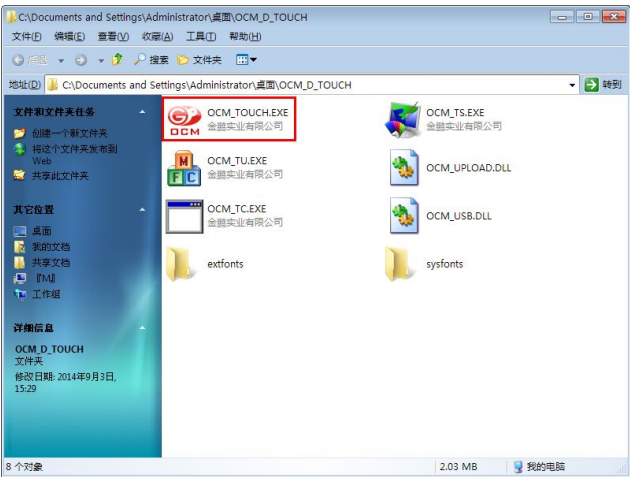 C:\Documents and Settings\Administrator\桌面\OCM_D_TOUCH
文件(F) 编辑(E) 查看(V) 收藏(A) 工具(T) 帮助(H)
后退 搜索 文件夹
地址(D) C:\Documents and Settings\Administrator\桌面\OCM_D_TOUCH 转到
文件和文件夹任务
创建一个新文件夹
将这个文件夹发布到
Web
共享此文件夹
其它位置
桌面
我的文档
共享文档
『M』
工作组
详细信息
OCM_D_TOUCH
文件夹
修改日期: 2014年9月3日,
15:29
OCM
OCM_TOUCH.EXE
金鹏实业有限公司
OCM_TS.EXE
金鹏实业有限公司
M
F C
OCM_TU.EXE
金鹏实业有限公司
OCM_UPLOAD.DLL
OCM_TC.EXE
金鹏实业有限公司
OCM_USB.DLL
extfonts
sysfonts
8 个对象 2.03 MB 我的电脑